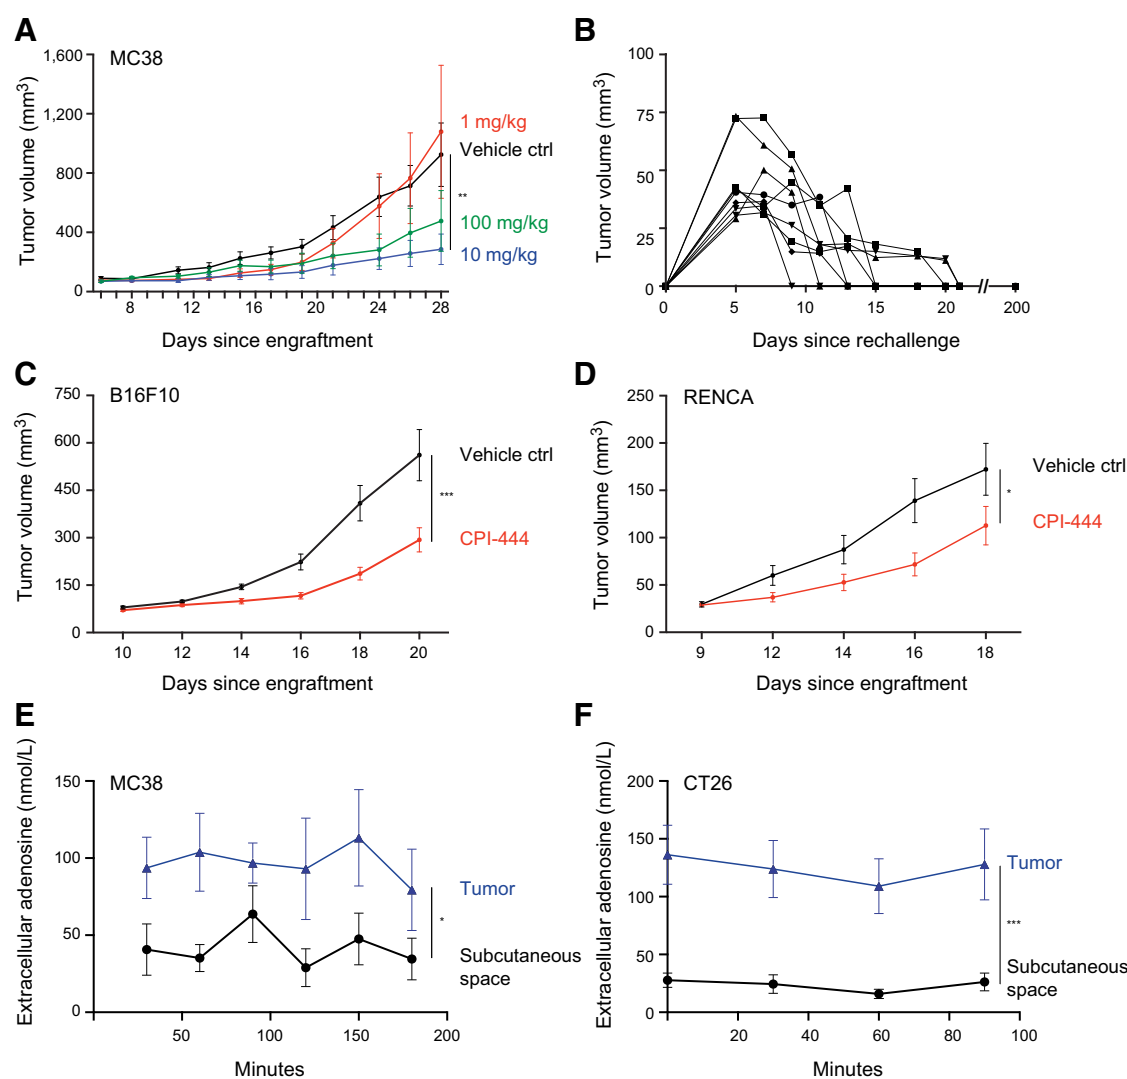 A
MC38
Tumor volume (mm3)
1,600
1,200
800
400
0
8
12
16
20
24
28
Days since engraftment
1 mg/kg
Vehicle ctrl
**
100 mg/kg
10 mg/kg
B
Tumor volume (mm3)
100
75
50
25
0
0
5
10
15
20
200
//
Days since rechallenge
C
B16F10
Tumor volume (mm3)
750
600
450
300
150
0
10
12
14
16
18
20
Days since engraftment
Vehicle ctrl
***
CPI-444
D
RENCA
Tumor volume (mm3)
250
200
150
100
50
0
9
12
14
16
18
Days since engraftment
Vehicle ctrl
*
CPI-444
E
MC38
Extracellular adenosine (nmol/L)
150
100
50
0
50
100
150
200
Minutes
Tumor
*
Subcutaneous
space
F
CT26
Extracellular adenosine (nmol/L)
200
150
100
50
0
20
40
60
80
100
Minutes
Tumor
***
Subcutaneous
space